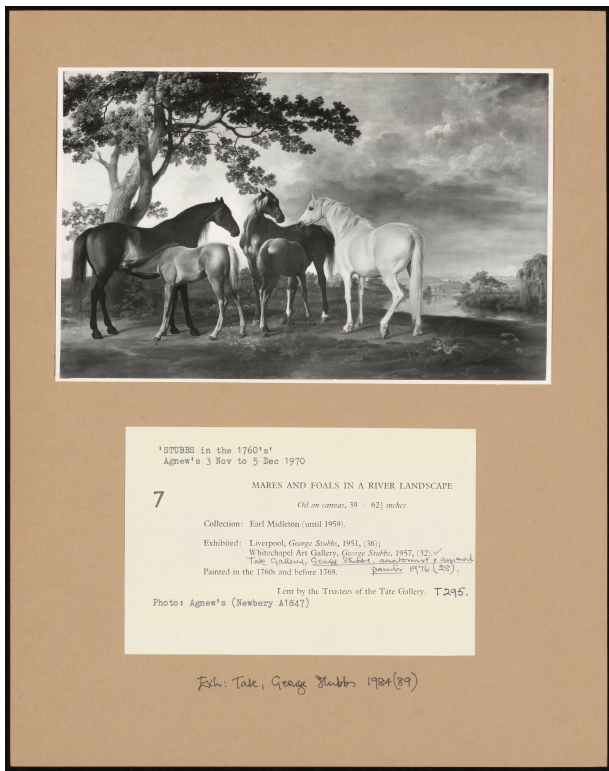 'STUBBS in the 1760's'
Agnew's 3 Nov to 5 Dec 1970
7
MARES AND FOALS IN A RIVER LANDSCAPE
Oil on canvas, 39 × 62½ inches
Collection: Earl Midleton (until 1959).
Exhibited: Liverpool, George Stubbs, 1951, (36);
Whitechapel Art Gallery, George Stubbs, 1957, (32).✓
Tate Gallery, George Stubbs, anatomist & animal
painter 1976 (28).
Painted in the 1760s and before 1768.
Lent by the Trustees of the Tate Gallery. T295.
Photo: Agnew's (Newbery A1847)
Exh: Tate, George Stubbs 1984 (89)